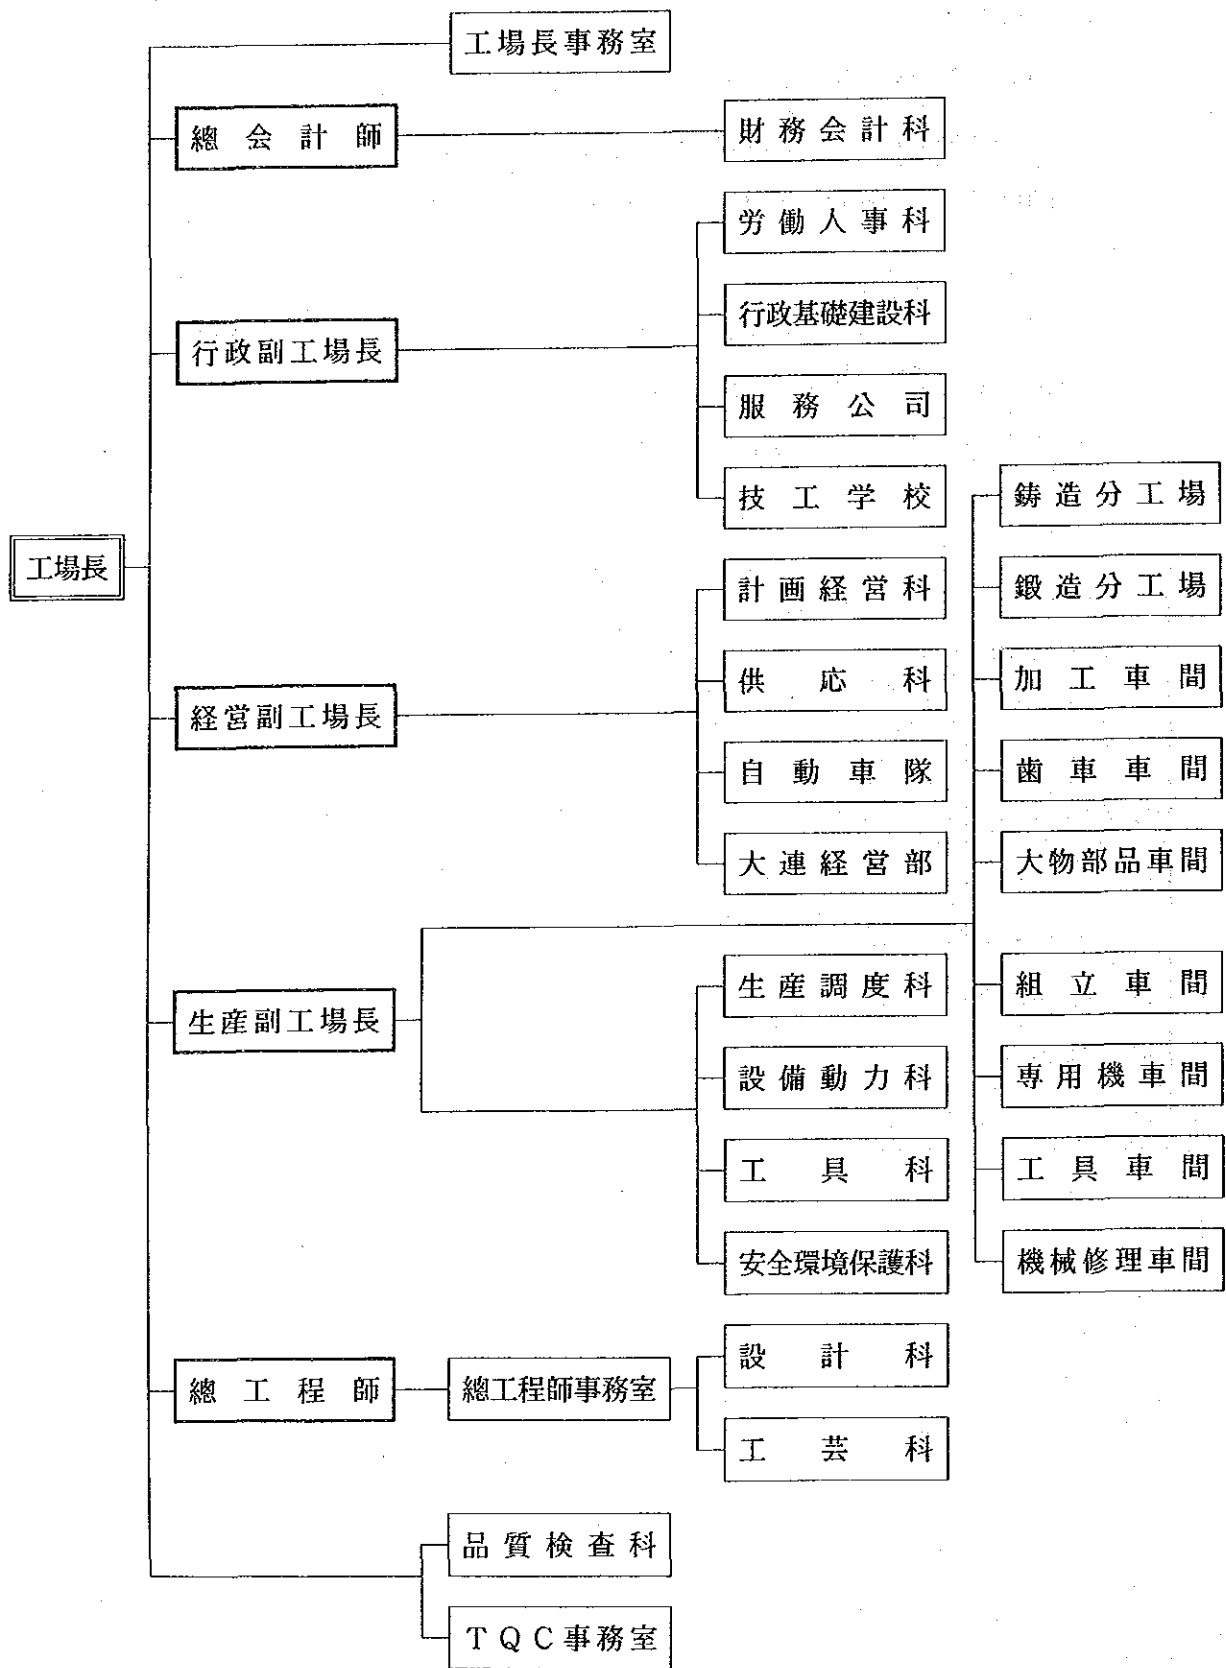 工場長事務室
總会計師
財務会計科
労働人事科
行政基礎建設科
行政副工場長
服務公司
技工学校
鋳造分工場
工場長
計画経営科
鍛造分工場
供応科
加工車間
経営副工場長
自動車隊
歯車車間
大連経営部
大物部品車間
生産調度科
組立車間
生産副工場長
設備動力科
専用機車間
工具科
工具車間
安全環境保護科
機械修理車間
設計科
總工程師
總工程師事務室
工芸科
品質検査科
TQC事務室